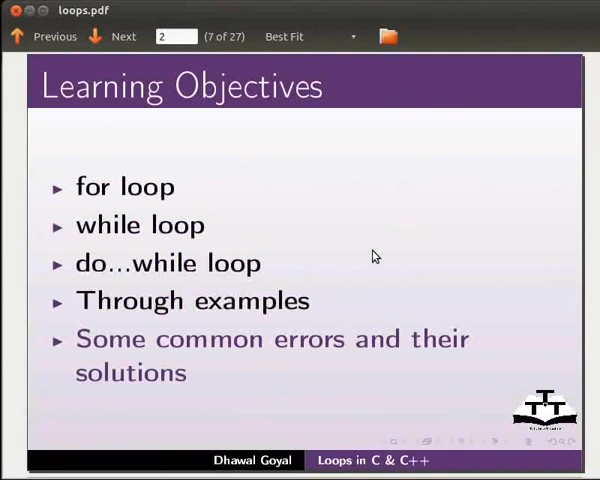 loops.pdf
Previous Next 2 (7 of 27) Best Fit
Learning Objectives
for loop
while loop
do...while loop
Through examples
Some common errors and their
solutions
Dhawal Goyal Loops in C & C++